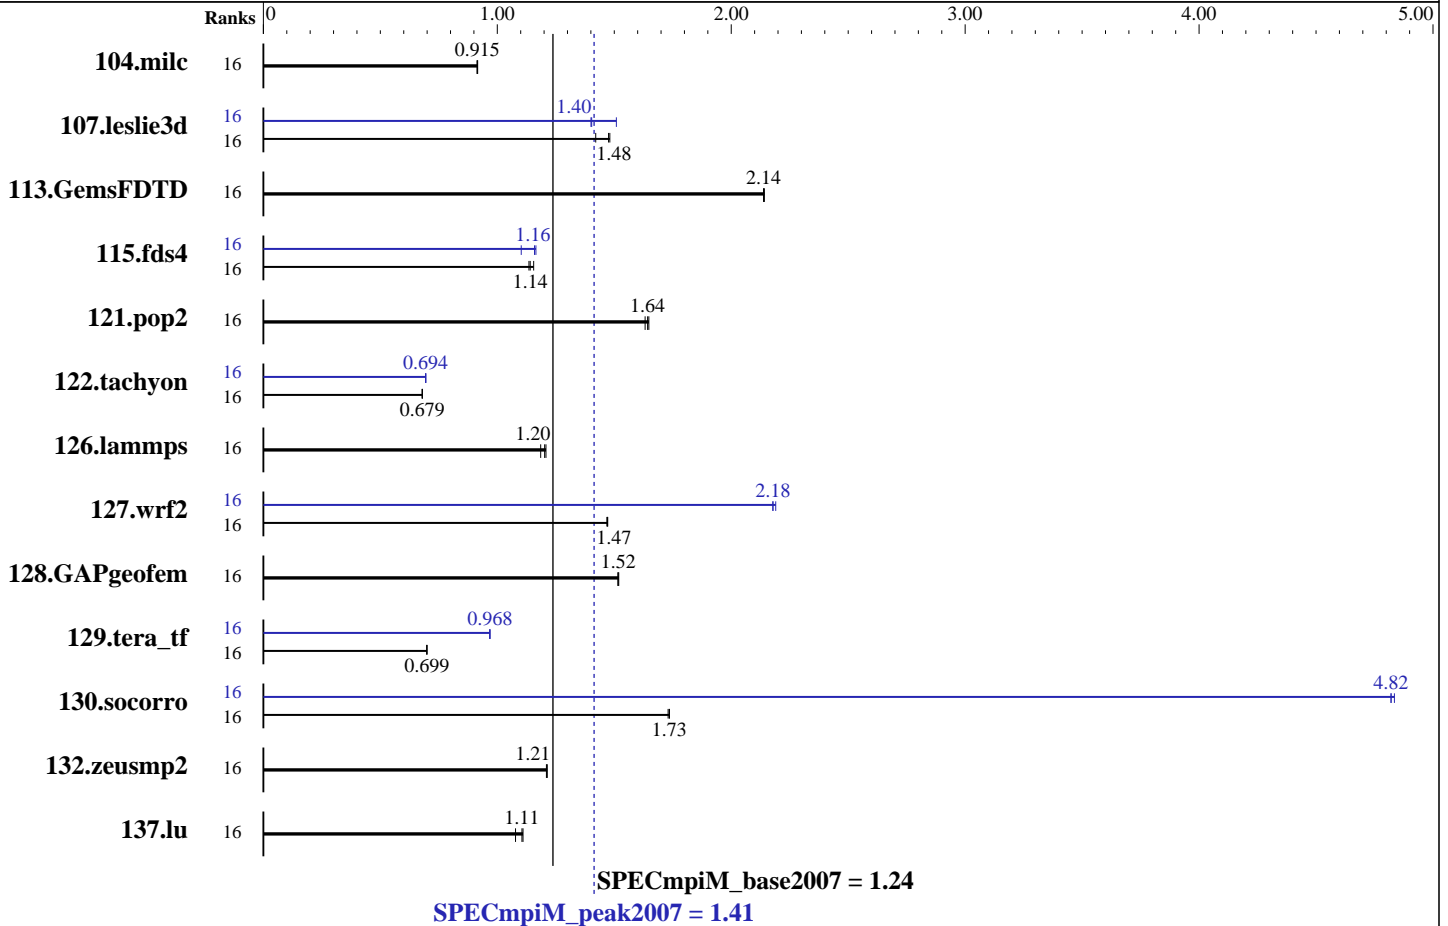 Ranks 0 1.00 2.00 3.00 4.00 5.00
104.milc 16 0.915
107.leslie3d 16 1.40
16 1.48
113.GemsFDTD 16 2.14
115.fds4 16 1.16
16 1.14
121.pop2 16 1.64
122.tachyon 16 0.694
16 0.679
126.lammps 16 1.20
127.wrf2 16 2.18
16 1.47
128.GAPgeofem 16 1.52
129.tera_tf 16 0.968
16 0.699
130.socorro 16 4.82
16 1.73
132.zeusmp2 16 1.21
137.lu 16 1.11
SPECmpiM_base2007 = 1.24
SPECmpiM_peak2007 = 1.41